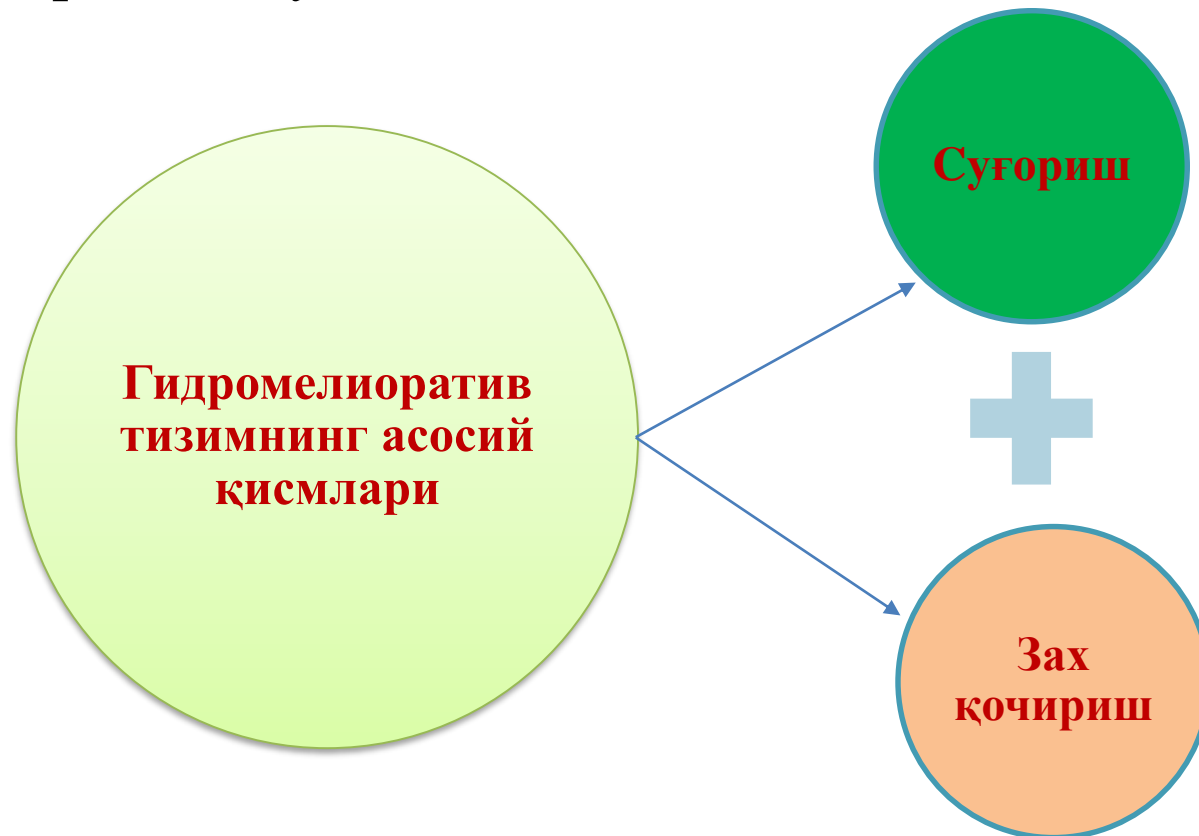 Гидромелиоратив
тизимнинг асосий
қисмлари
Суғориш
Зах
қочириш